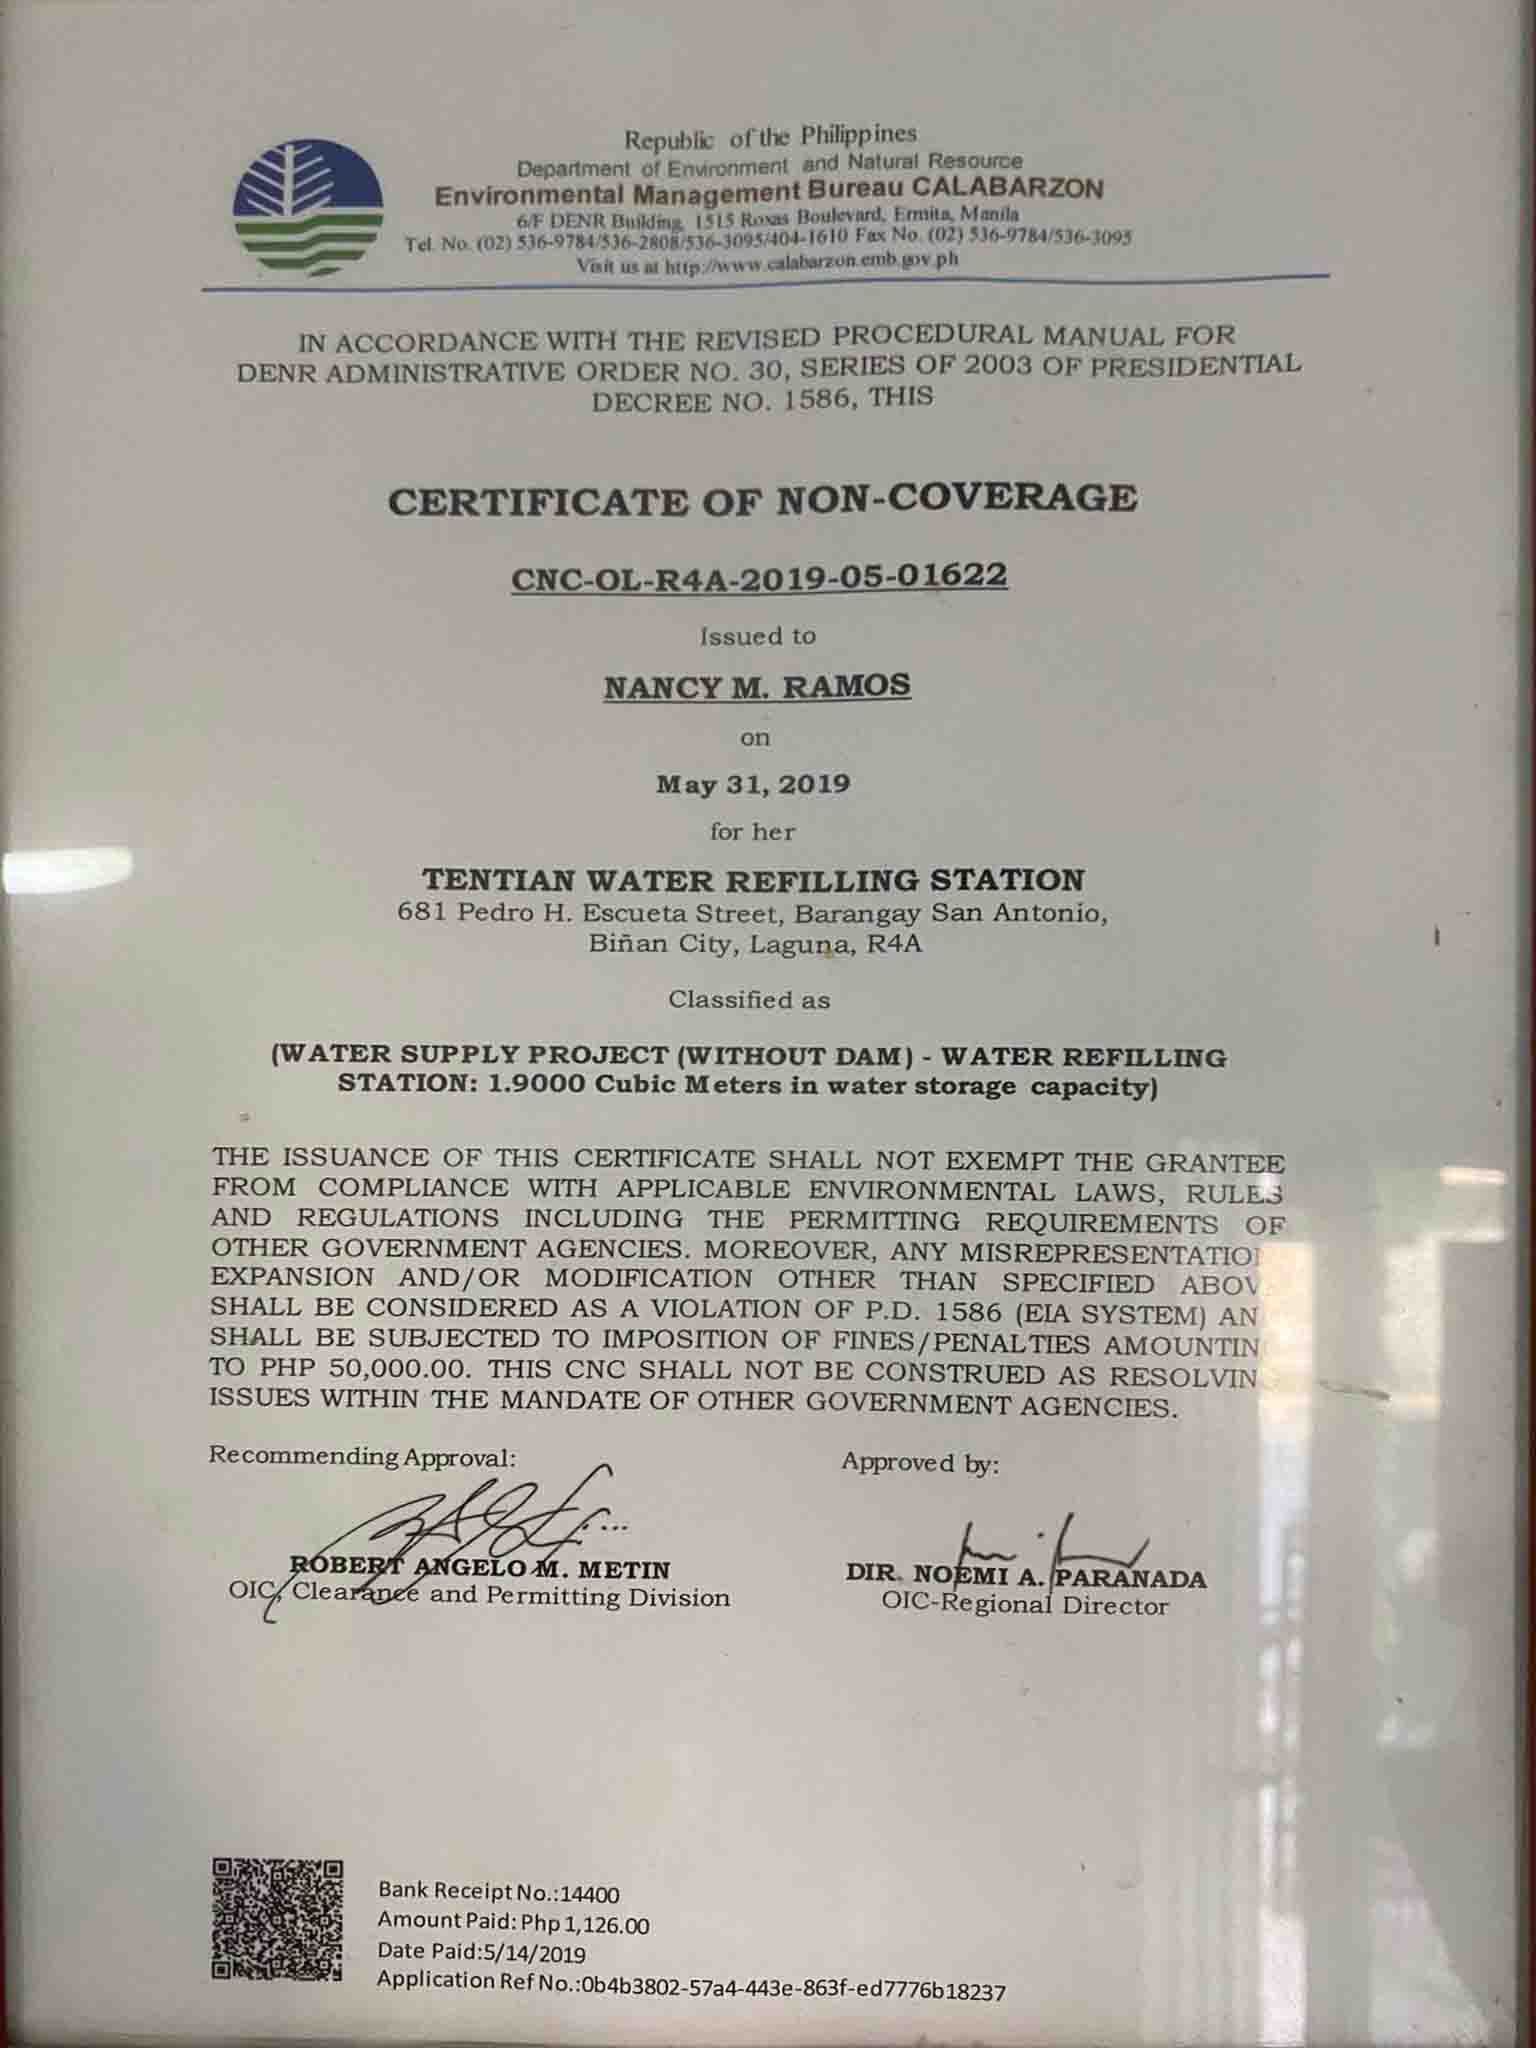 Republic of the Philippines
Department of Environment and Natural Resource
Environmental Management Bureau CALABARZON
6/F DENR Building, 1515 Roxas Boulevard, Ermita, Manila
Tel. No. (02) 536-9784/536-2808/536-3095/404-1610 Fax No. (02) 536-9784/536-3095
Visit us at http://www.calabarzon.emb.gov.ph
IN ACCORDANCE WITH THE REVISED PROCEDURAL MANUAL FOR
DENR ADMINISTRATIVE ORDER NO. 30, SERIES OF 2003 OF PRESIDENTIAL
DECREE NO. 1586, THIS
CERTIFICATE OF NON-COVERAGE
CNC-OL-R4A-2019-05-01622
Issued to
NANCY M. RAMOS
on
May 31, 2019
for her
TENTIAN WATER REFILLING STATION
681 Pedro H. Escueta Street, Barangay San Antonio,
Biñan City, Laguna, R4A
Classified as
(WATER SUPPLY PROJECT (WITHOUT DAM) - WATER REFILLING
STATION: 1.9000 Cubic Meters in water storage capacity)
THE ISSUANCE OF THIS CERTIFICATE SHALL NOT EXEMPT THE GRANTEE
FROM COMPLIANCE WITH APPLICABLE ENVIRONMENTAL LAWS, RULES
AND REGULATIONS INCLUDING THE PERMITTING REQUIREMENTS OF
OTHER GOVERNMENT AGENCIES. MOREOVER, ANY MISREPRESENTATIO
EXPANSION AND/OR MODIFICATION OTHER THAN SPECIFIED ABOV
SHALL BE CONSIDERED AS A VIOLATION OF P.D. 1586 (EIA SYSTEM) AN
SHALL BE SUBJECTED TO IMPOSITION OF FINES/PENALTIES AMOUNTIN
TO PHP 50,000.00. THIS CNC SHALL NOT BE CONSTRUED AS RESOLVIN
ISSUES WITHIN THE MANDATE OF OTHER GOVERNMENT AGENCIES.
Recommending Approval:
Approved by:
ROBERT ANGELO M. METIN
OIC, Clearance and Permitting Division
DIR. NOEMI A. PARANADA
OIC-Regional Director
Bank Receipt No.:14400
Amount Paid: Php 1,126.00
Date Paid:5/14/2019
Application Ref No.:0b4b3802-57a4-443e-863f-ed7776b18237